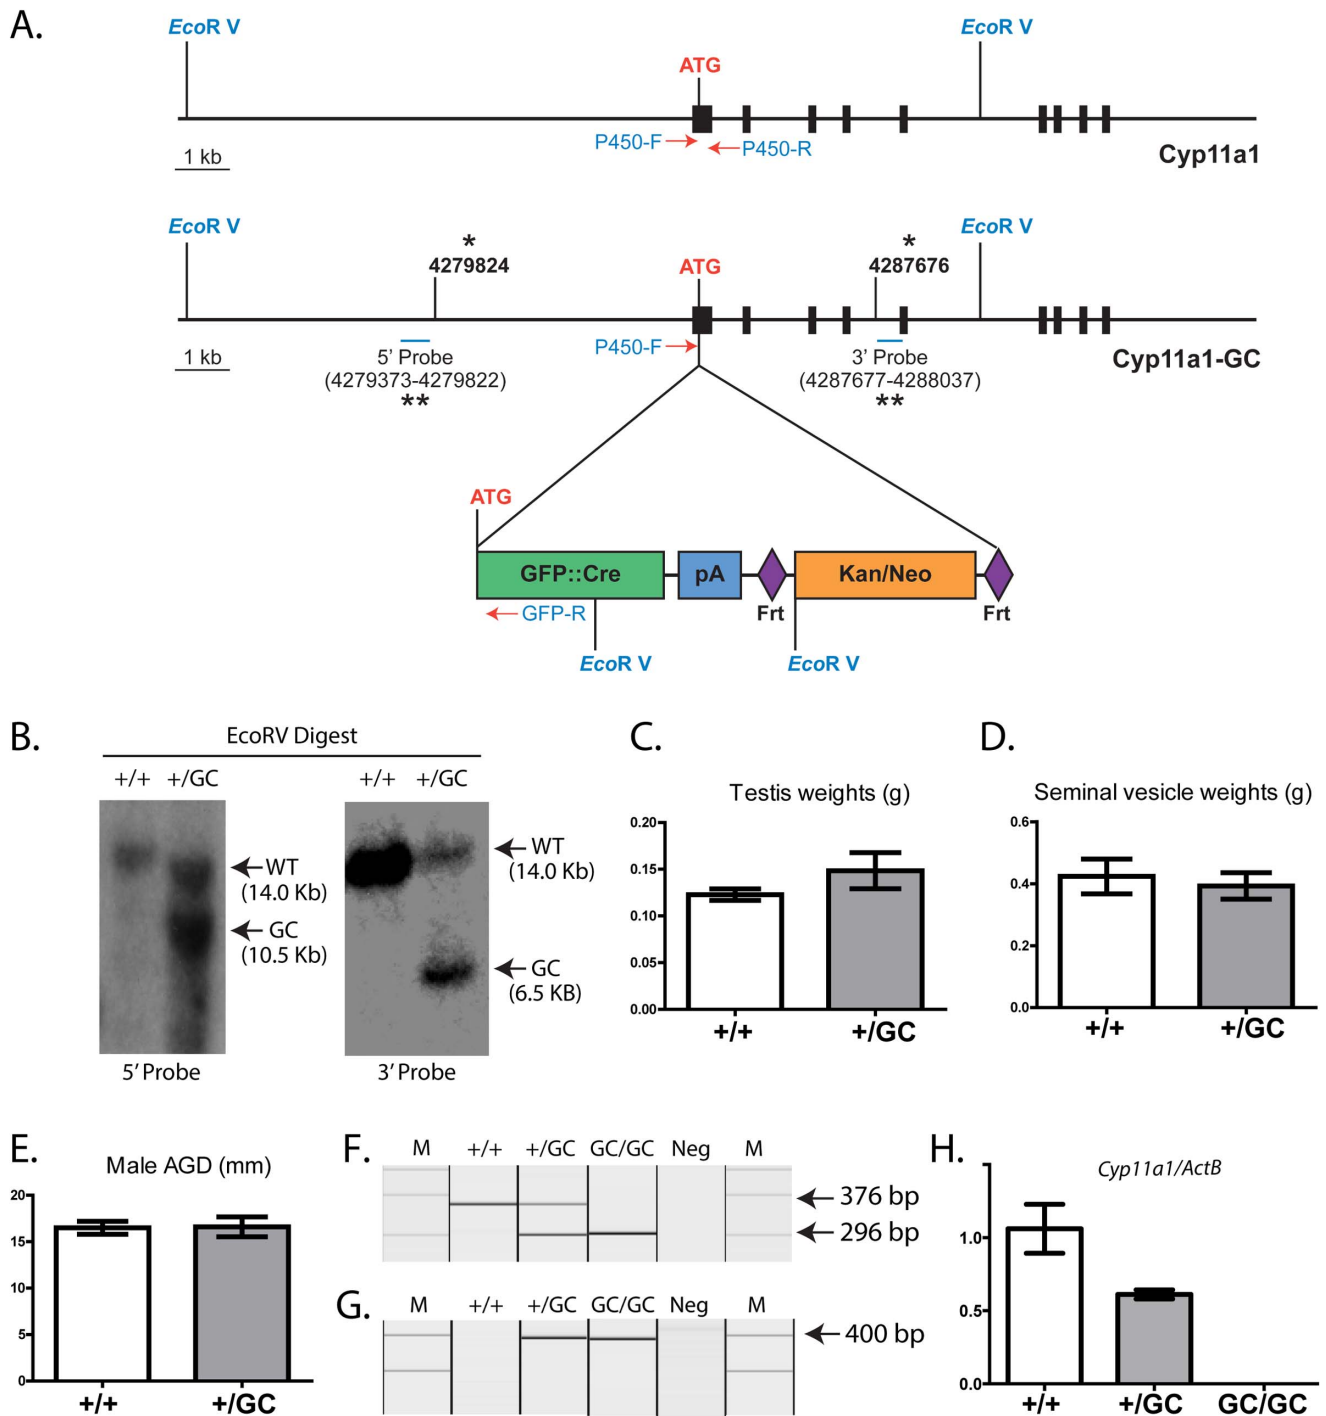 A.
EcoR V
EcoR V
ATG
P450-F
P450-R
1 kb
Cyp11a1
EcoR V
EcoR V
*
*
4279824
ATG
4287676
P450-F
1 kb
5’ Probe
(4279373-4279822)
**
3’ Probe
(4287677-4288037)
**
Cyp11a1-GC
ATG
GFP::Cre
pA
Kan/Neo
GFP-R
Frt
Frt
EcoR V
EcoR V
B.
EcoRV Digest
+/+ +/GC
+/+ +/GC
WT
(14.0 Kb)
GC
(10.5 Kb)
WT
(14.0 Kb)
GC
(6.5 KB)
5’ Probe
3’ Probe
C.
Testis weights (g)
0.20
0.15
0.10
0.05
0.00
+/+ +/GC
D.
Seminal vesicle weights (g)
0.6
0.4
0.2
0.0
+/+ +/GC
E.
Male AGD (mm)
20
15
10
5
0
+/+ +/GC
F.
M +/+ +/GC GC/GC Neg M
376 bp
296 bp
G.
M +/+ +/GC GC/GC Neg M
400 bp
H.
Cyp11a1/ActB
1.0
0.5
0.0
+/+ +/GC GC/GC